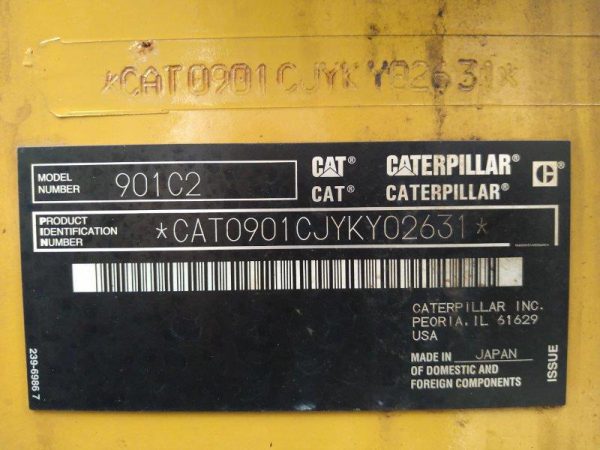 *CAT0901CJYKY02631*
MODEL NUMBER 901C2
CAT® CATERPILLAR® C
CAT® CATERPILLAR®
PRODUCT IDENTIFICATION NUMBER *CAT0901CJYKY02631*
CATERPILLAR INC.
PEORIA, IL 61629
USA
MADE IN JAPAN
OF DOMESTIC AND
FOREIGN COMPONENTS
ISSUE
239-6986 7